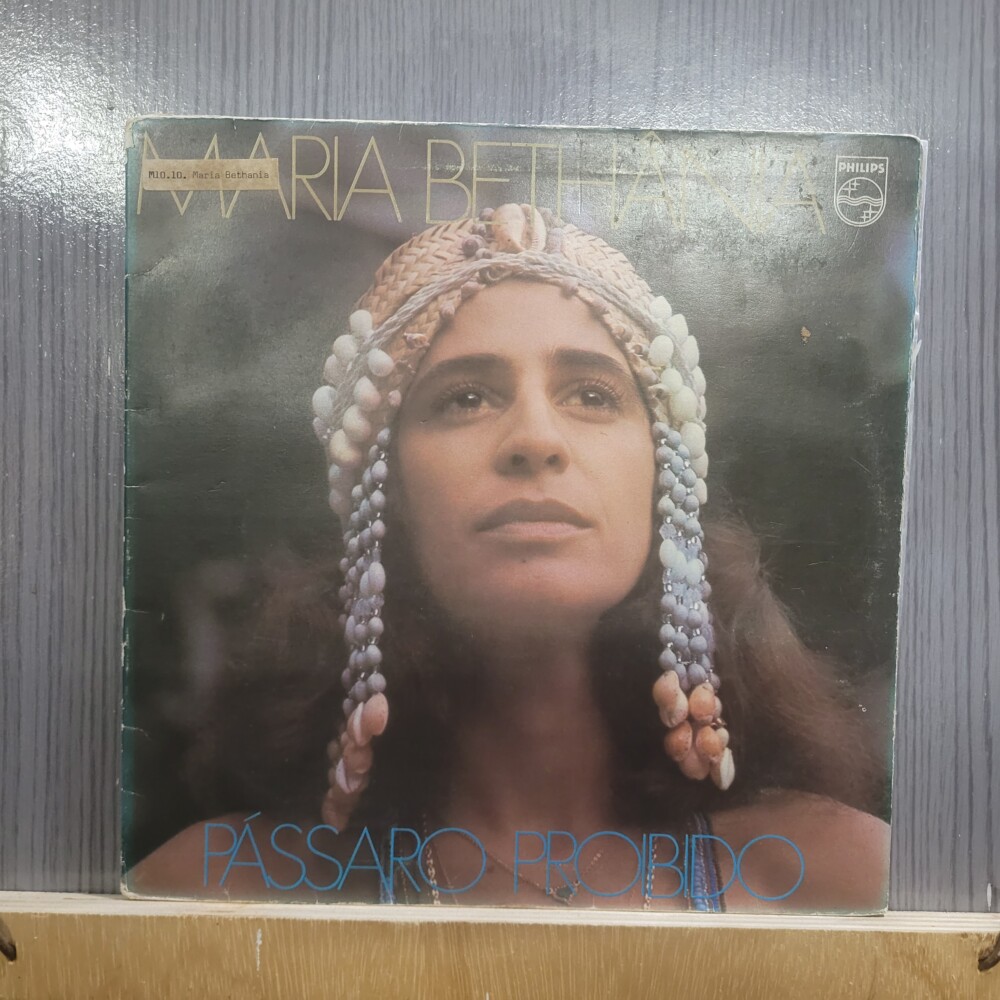 MARIA BETHÂNIA
M10.10. Maria Bethania
PHILIPS
PÁSSARO PROIBIDO